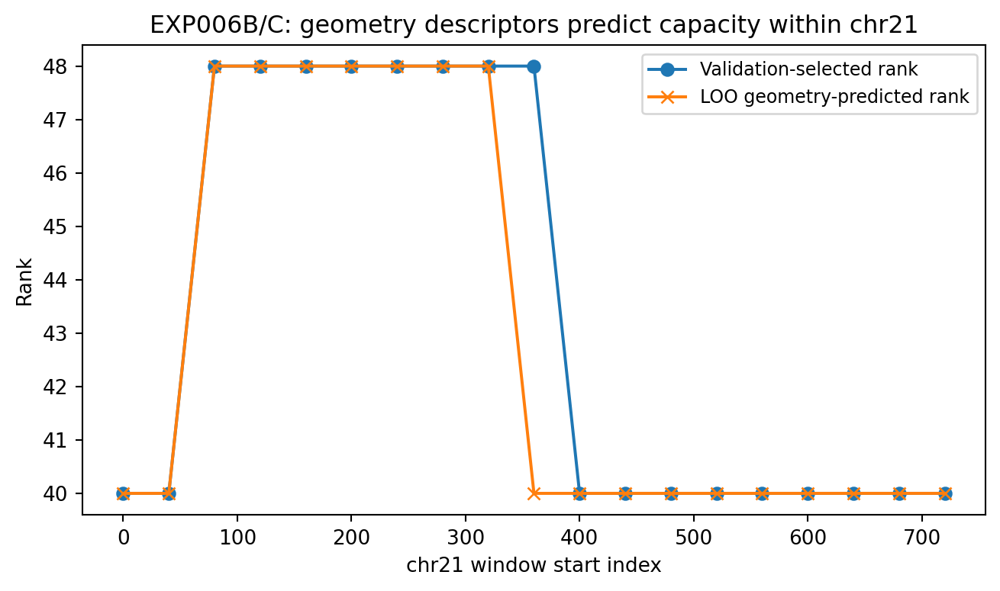 EXP006B/C: geometry descriptors predict capacity within chr21
Validation-selected rank
LOO geometry-predicted rank
Rank
48
47
46
45
44
43
42
41
40
0 100 200 300 400 500 600 700
chr21 window start index